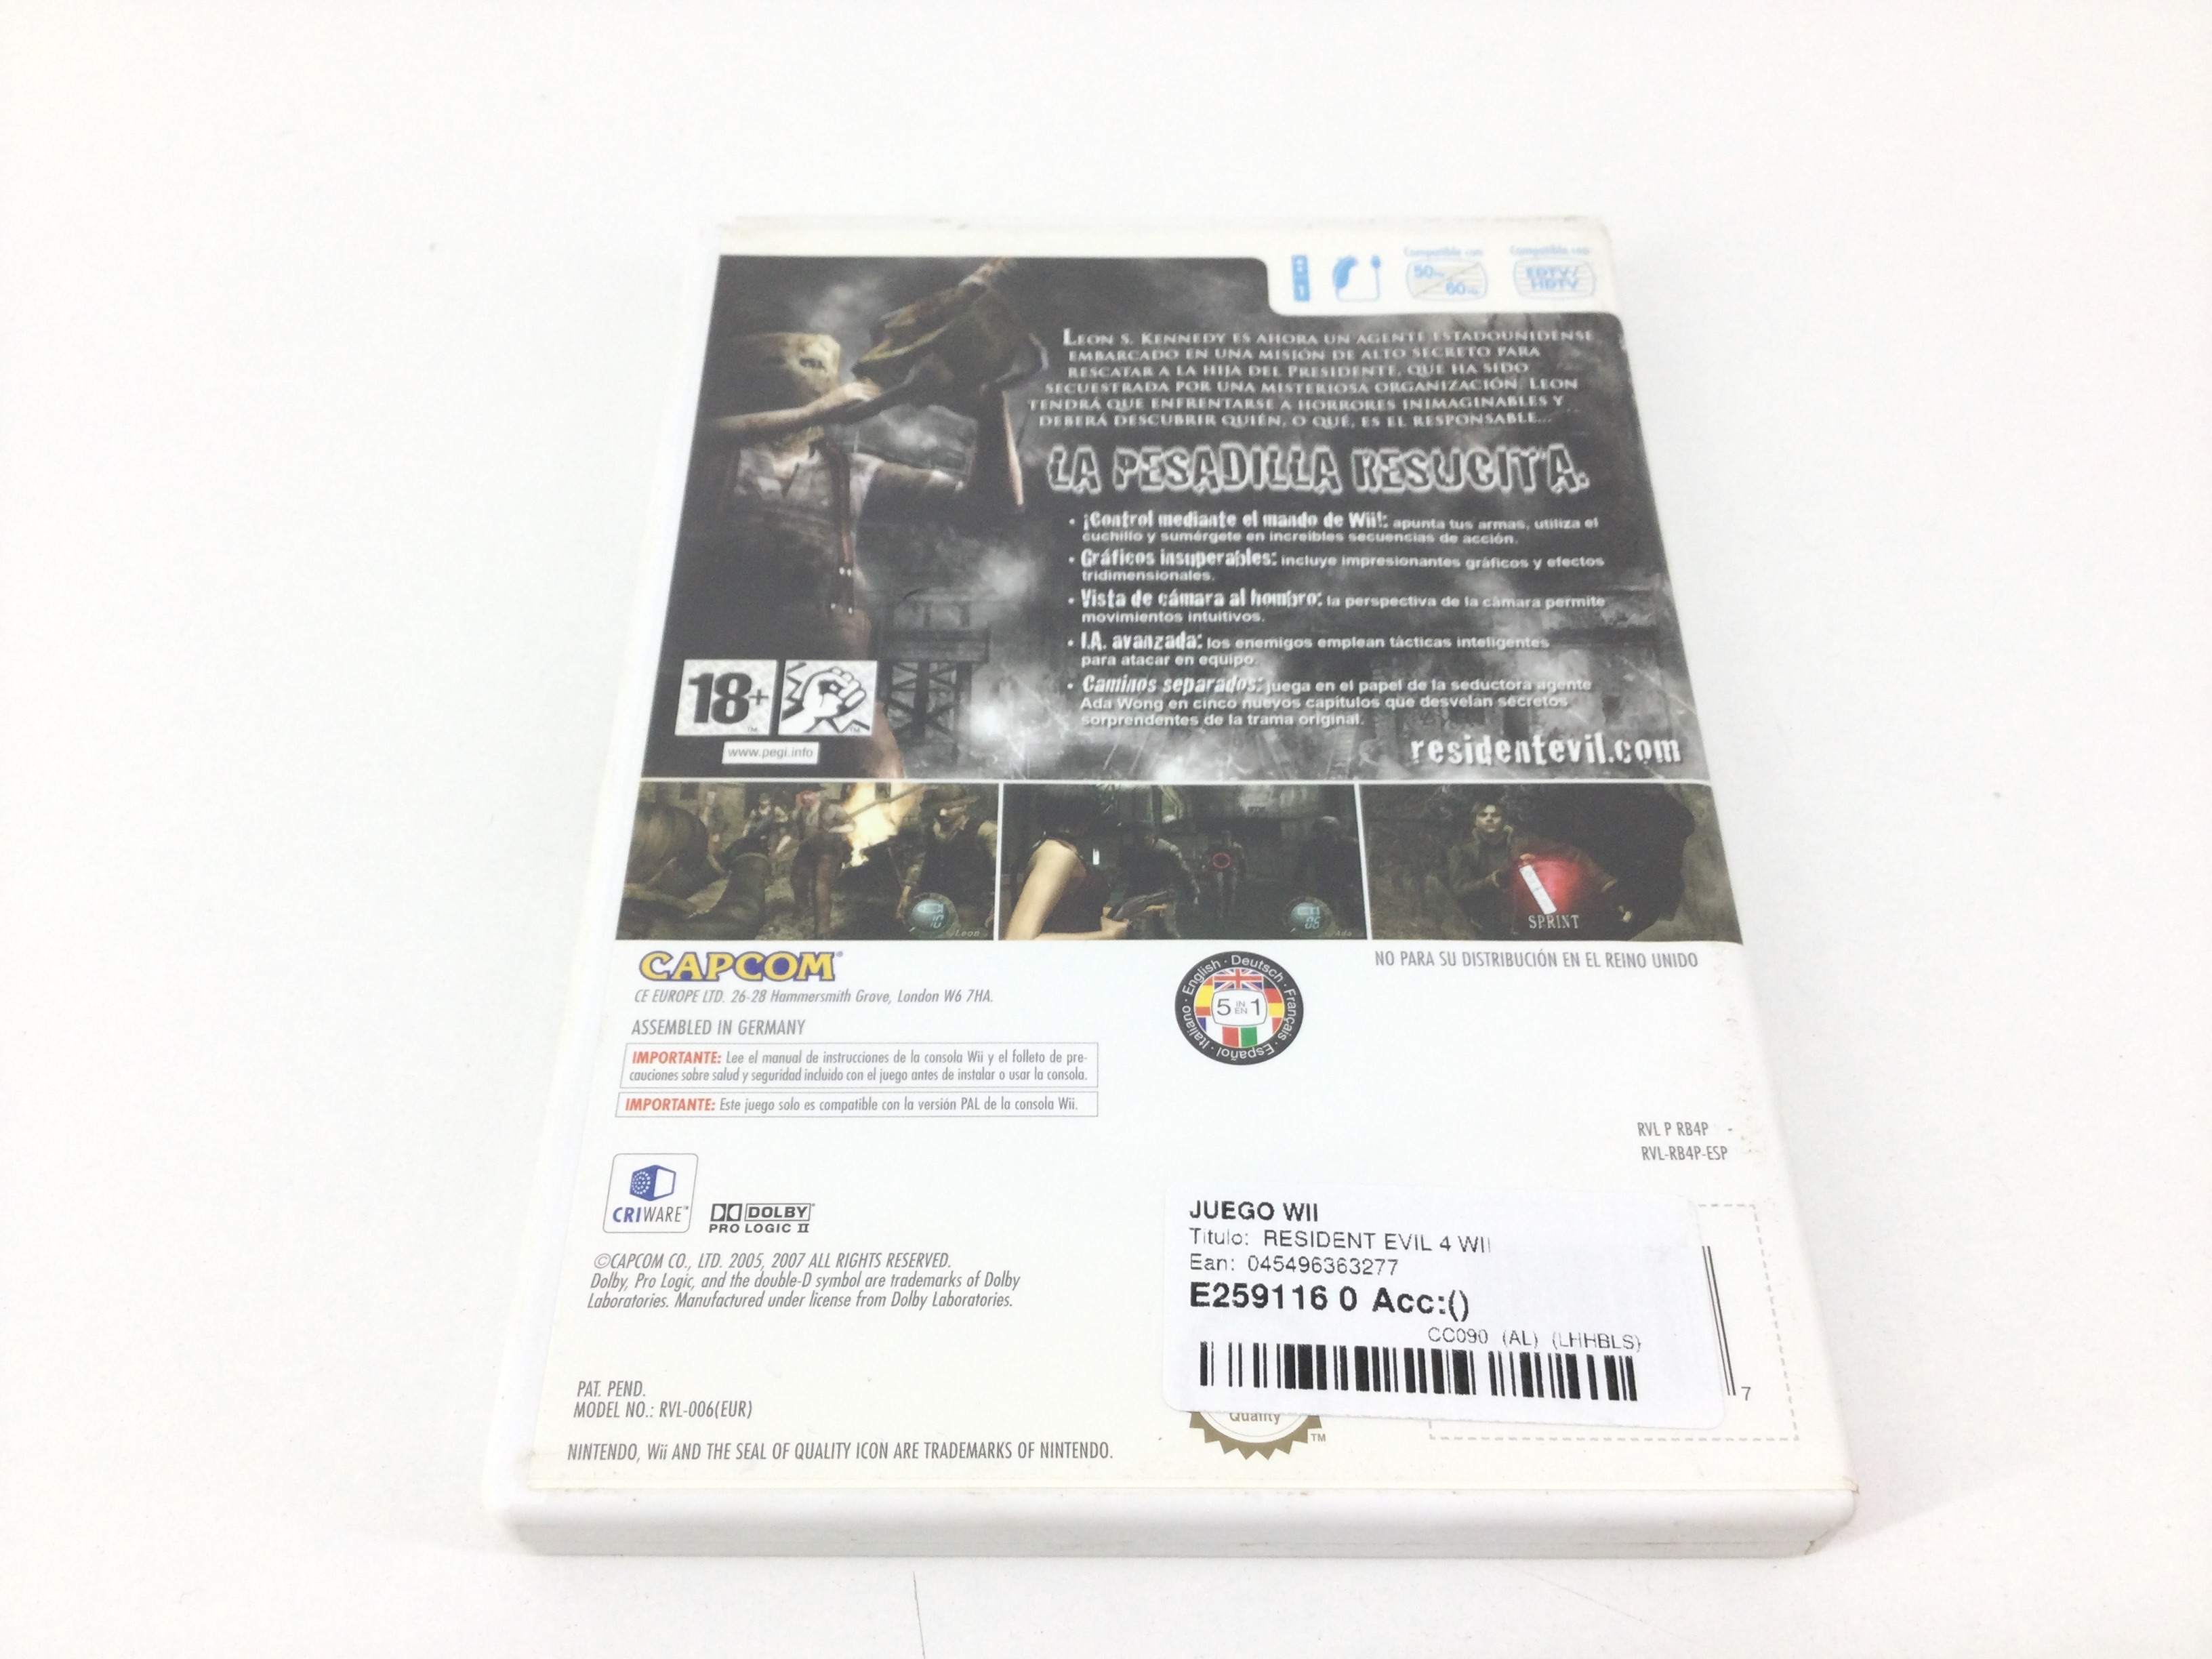 Compatible con
50Hz
60Hz
Compatible con
EDTV/
HDTV
LEON S. KENNEDY ES AHORA UN AGENTE ESTADOUNIDENSE
EMBARCADO EN UNA MISIÓN DE ALTO SECRETO PARA
RESCATAR A LA HIJA DEL PRESIDENTE, QUE HA SIDO
SECUESTRADA POR UNA MISTERIOSA ORGANIZACIÓN. LEON
TENDRÁ QUE ENFRENTARSE A HORRORES INIMAGINABLES Y
DEBERÁ DESCUBRIR QUIÉN, O QUÉ, ES EL RESPONSABLE...
LA PESADILLA RESUCITA.
• ¡Control mediante el mando de Wii!: apunta tus armas, utiliza el
cuchillo y sumérgete en increíbles secuencias de acción.
• Gráficos insuperables: incluye impresionantes gráficos y efectos
tridimensionales.
• Vista de cámara al hombro: la perspectiva de la cámara permite
movimientos intuitivos.
• I.A. avanzada: los enemigos emplean tácticas inteligentes
para atacar en equipo.
• Caminos separados: juega en el papel de la seductora agente
Ada Wong en cinco nuevos capítulos que desvelan secretos
sorprendentes de la trama original.
18+
TM
TM
www.pegi.info
residentevil.com
Leon
Ada
SPRINT
CAPCOM®
CE EUROPE LTD. 26-28 Hammersmith Grove, London W6 7HA.
ASSEMBLED IN GERMANY
IMPORTANTE: Lee el manual de instrucciones de la consola Wii y el folleto de pre-
cauciones sobre salud y seguridad incluido con el juego antes de instalar o usar la consola.
IMPORTANTE: Este juego solo es compatible con la versión PAL de la consola Wii.
English · Deutsch · Français · Español · Italiano ·
5 IN EN 1
NO PARA SU DISTRIBUCIÓN EN EL REINO UNIDO
RVL P RB4P -
RVL-RB4P-ESP
CRIWARE™
DOLBY
PRO LOGIC II
©CAPCOM CO., LTD. 2005, 2007 ALL RIGHTS RESERVED.
Dolby, Pro Logic, and the double-D symbol are trademarks of Dolby
Laboratories. Manufactured under license from Dolby Laboratories.
JUEGO WII
Titulo: RESIDENT EVIL 4 WII
Ean: 045496363277
E259116 0 Acc:()
CC090 (AL) (LHHBLS)
7
Quality
TM
PAT. PEND.
MODEL NO.: RVL-006(EUR)
NINTENDO, Wii AND THE SEAL OF QUALITY ICON ARE TRADEMARKS OF NINTENDO.